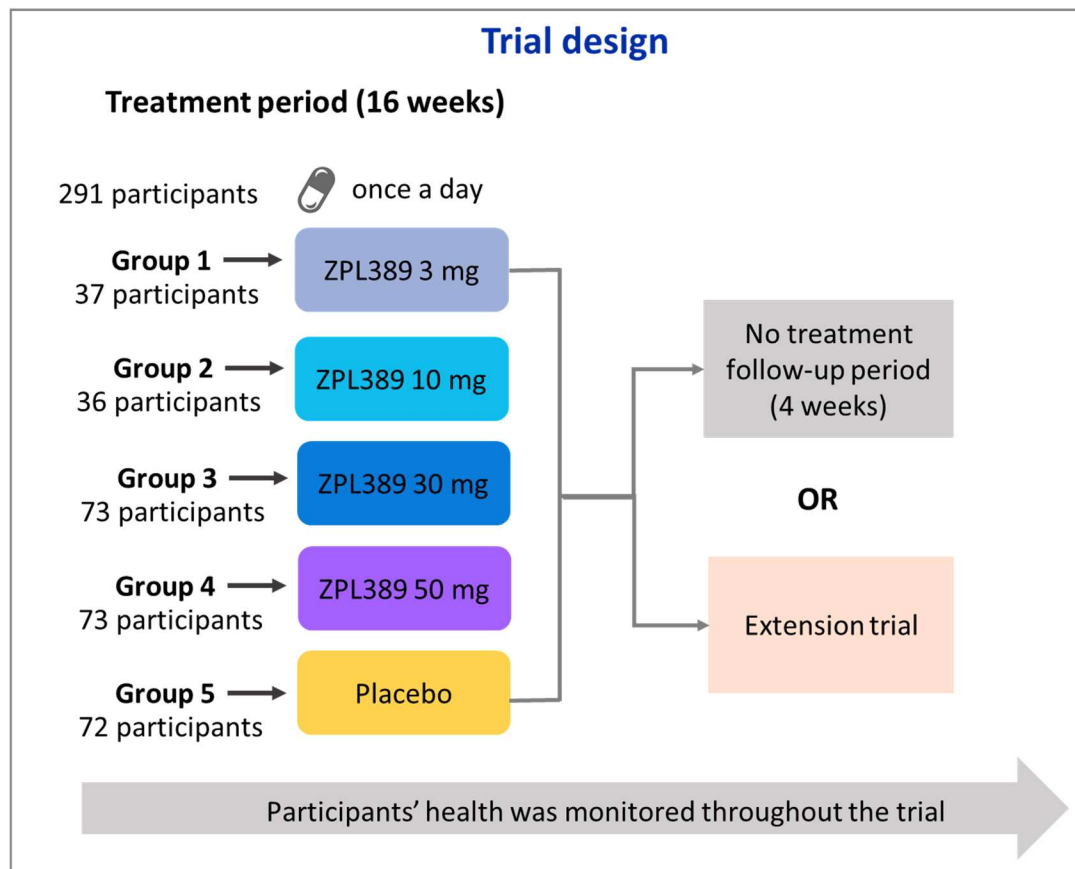 Trial design
Treatment period (16 weeks)
291 participants
once a day
Group 1
37 participants
ZPL389 3 mg
Group 2
36 participants
ZPL389 10 mg
Group 3
73 participants
ZPL389 30 mg
Group 4
73 participants
ZPL389 50 mg
Group 5
72 participants
Placebo
No treatment
follow-up period
(4 weeks)
OR
Extension trial
Participants’ health was monitored throughout the trial